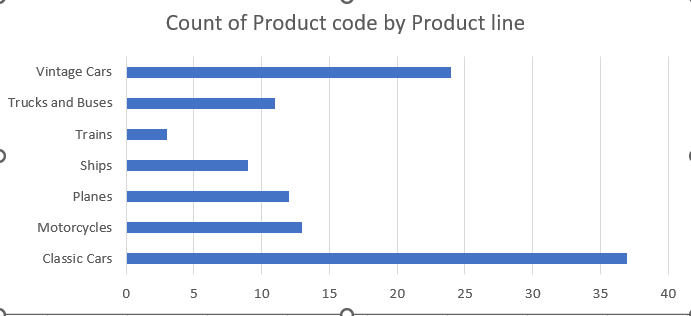 Count of Product code by Product line
Vintage Cars
Trucks and Buses
Trains
Ships
Planes
Motorcycles
Classic Cars
0 5 10 15 20 25 30 35 40